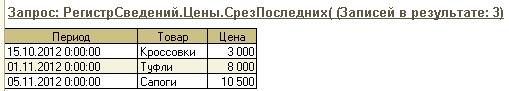 Запрос: РегистрСведений.Цены.СрезПоследних( (Записей в результате: 3)
Период Товар Цена
15.10.2012 0:00:00 Кроссовки 3 000
01.11.2012 0:00:00 Туфли 8 000
05.11.2012 0:00:00 Сапоги 10 500